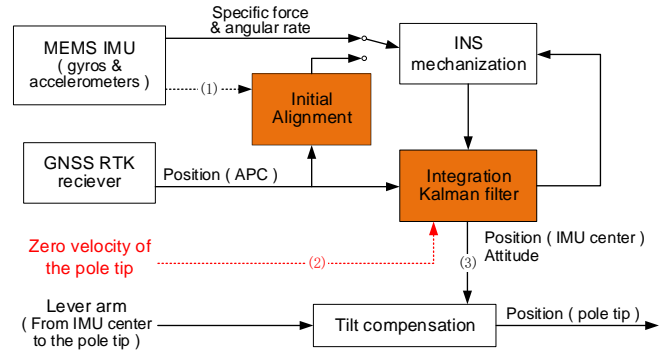 Specific force
& angular rate
MEMS IMU
( gyros &
accelerometers )
INS
mechanization
(1)
Initial
Alignment
GNSS RTK
reciever
Position ( APC )
Integration
Kalman filter
Zero velocity of
the pole tip
(2)
(3)
Position ( IMU center )
Attitude
Lever arm
( From IMU center
to the pole tip )
Tilt compensation
Position ( pole tip )